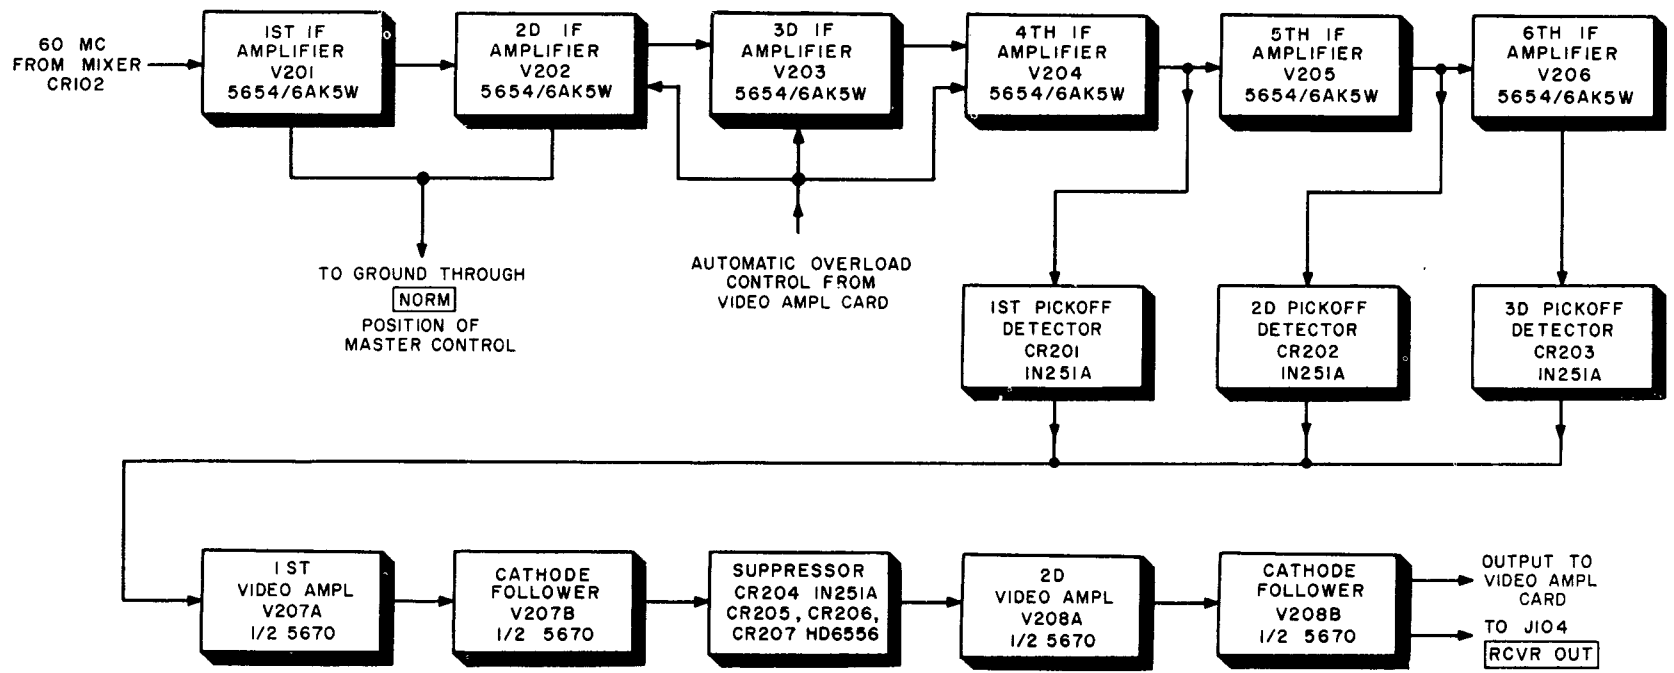 60 MC
FROM MIXER
CR102
1ST IF
AMPLIFIER
V201
5654/6AK5W
2D IF
AMPLIFIER
V202
5654/6AK5W
3D IF
AMPLIFIER
V203
5654/6AK5W
4TH IF
AMPLIFIER
V204
5654/6AK5W
5TH IF
AMPLIFIER
V205
5654/6AK5W
6TH IF
AMPLIFIER
V206
5654/6AK5W
TO GROUND THROUGH
NORM
POSITION OF
MASTER CONTROL
AUTOMATIC OVERLOAD
CONTROL FROM
VIDEO AMPL CARD
1ST PICKOFF
DETECTOR
CR201
IN251A
2D PICKOFF
DETECTOR
CR202
IN251A
3D PICKOFF
DETECTOR
CR203
IN251A
1ST
VIDEO AMPL
V207A
1/2 5670
CATHODE
FOLLOWER
V207B
1/2 5670
SUPPRESSOR
CR204 IN251A
CR205, CR206,
CR207 HD6556
2D
VIDEO AMPL
V208A
1/2 5670
CATHODE
FOLLOWER
V208B
1/2 5670
OUTPUT TO
VIDEO AMPL
CARD
TO J104
RCVR OUT